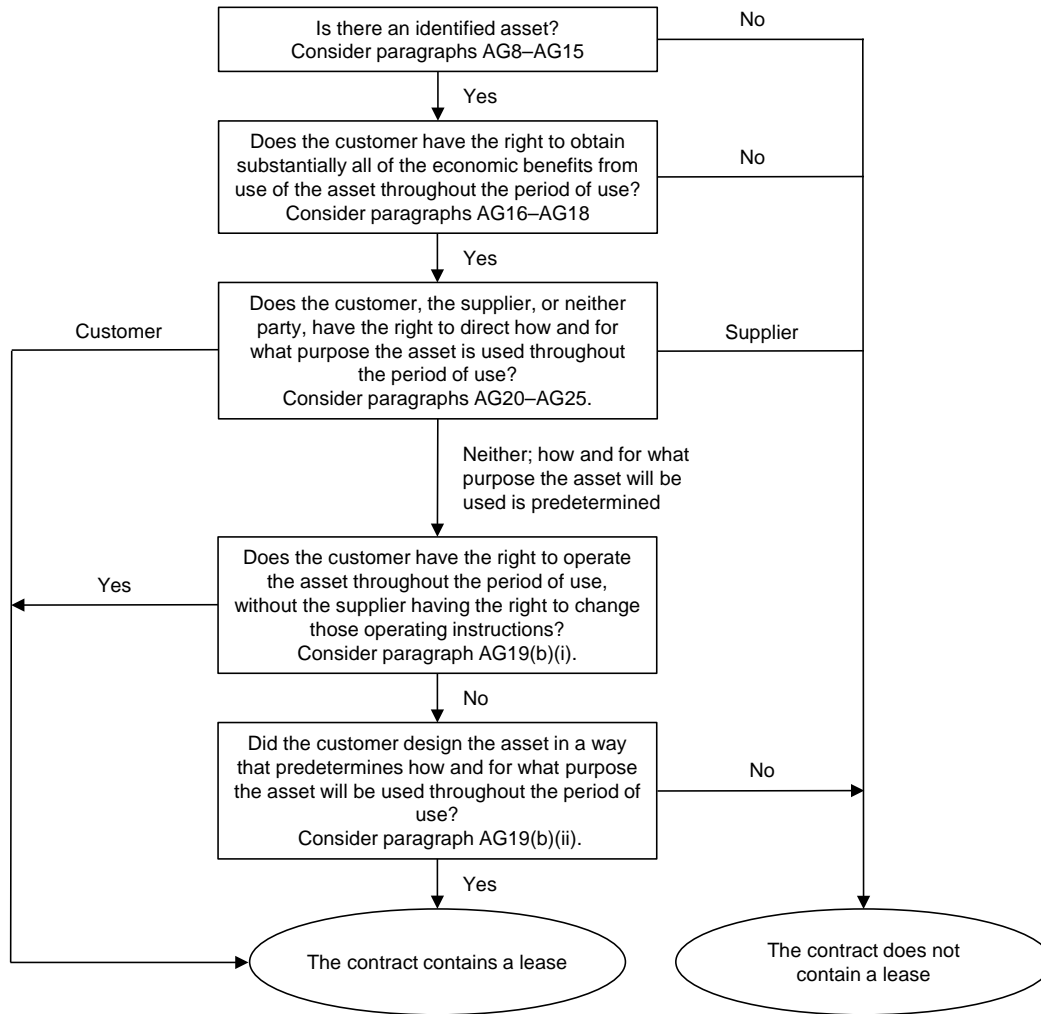 Is there an identified asset?
Consider paragraphs AG8–AG15
No
Yes
Does the customer have the right to obtain
substantially all of the economic benefits from
use of the asset throughout the period of use?
Consider paragraphs AG16–AG18
No
Yes
Does the customer, the supplier, or neither
party, have the right to direct how and for
what purpose the asset is used throughout
the period of use?
Consider paragraphs AG20–AG25.
Customer
Supplier
Neither; how and for what
purpose the asset will be
used is predetermined
Does the customer have the right to operate
the asset throughout the period of use,
without the supplier having the right to change
those operating instructions?
Consider paragraph AG19(b)(i).
Yes
No
Did the customer design the asset in a way
that predetermines how and for what purpose
the asset will be used throughout the period of
use?
Consider paragraph AG19(b)(ii).
No
Yes
The contract contains a lease
The contract does not
contain a lease